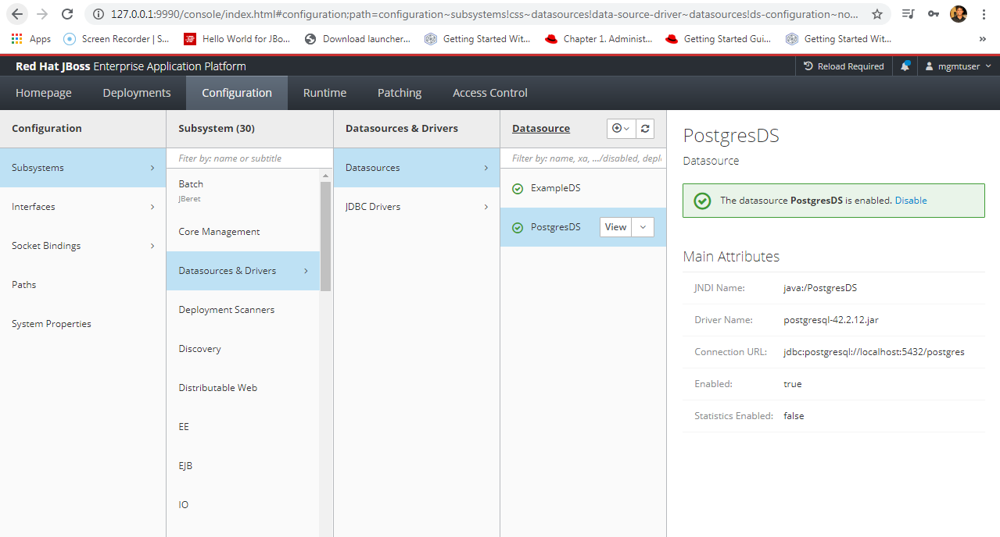 127.0.0.1:9990/console/index.html#configuration;path=configuration~subsystems!css~datasources!data-source-driver~datasources!ds-configuration~no...
Apps
Screen Recorder | S...
Hello World for JBo...
Download launcher...
Getting Started Wit...
Chapter 1. Administ...
Getting Started Gui...
Getting Started Wit...
»
Red Hat JBoss Enterprise Application Platform
Reload Required
mgmtuser
Homepage
Deployments
Configuration
Runtime
Patching
Access Control
Configuration
Subsystems
Interfaces
Socket Bindings
Paths
System Properties
Subsystem (30)
Fiter by: name or subtitle
Batch
JBeret
Core Management
Datasources & Drivers
Deployment Scanners
Discovery
Distributable Web
EE
EJB
IO
Datasources & Drivers
Datasources
JDBC Drivers
Datasource
Fiter by: name, xa, .../disabled, depl
ExampleDS
PostgresDS
View
PostgresDS
Datasource
The datasource PostgresDS is enabled. Disable
Main Attributes
JNDI Name: java:/PostgresDS
Driver Name: postgresql-42.2.12.jar
Connection URL: jdbc:postgresql://localhost:5432/postgres
Enabled: true
Statistics Enabled: false